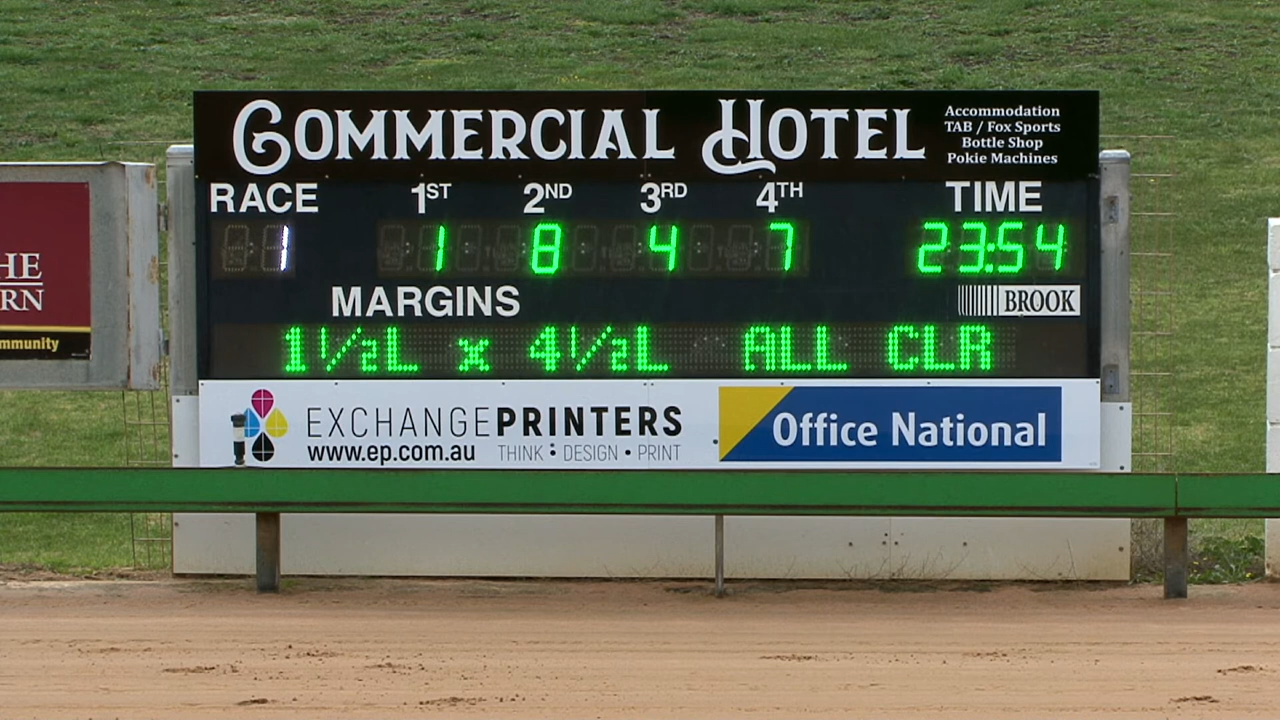 COMMERCIAL HOTEL
Accommodation
TAB / Fox Sports
Bottle Shop
Pokie Machines
RACE 1ST 2ND 3RD 4TH TIME
1 1 8 4 7 23:54
MARGINS
BROOK
1½L x 4½L ALL CLR
EXCHANGEPRINTERS
www.ep.com.au THINK : DESIGN • PRINT
Office National
HE
RN
mmunity